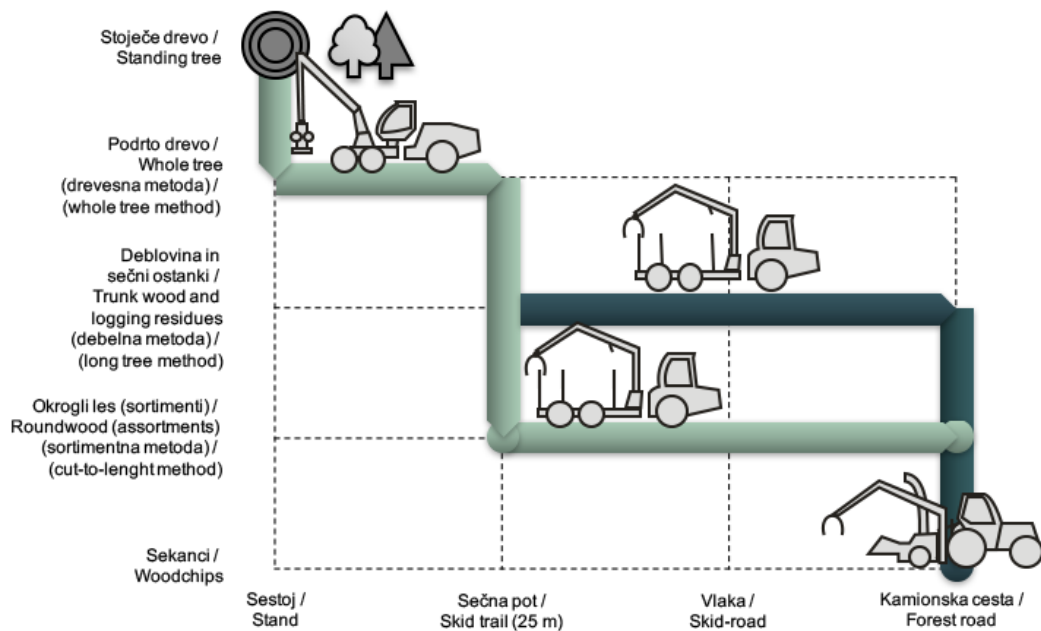 Stoječe drevo /
Standing tree
Podrto drevo /
Whole tree
(drevesna metoda) /
(whole tree method)
Deblovina in
sečni ostanki /
Trunk wood and
logging residues
(debelna metoda) /
(long tree method)
Okrogli les (sortimenti) /
Roundwood (assortments)
(sortimentna metoda) /
(cut-to-lenght method)
Sekanci /
Woodchips
Sestoj /
Stand
Sečna pot /
Skid trail (25 m)
Vlaka /
Skid-road
Kamionska cesta /
Forest road